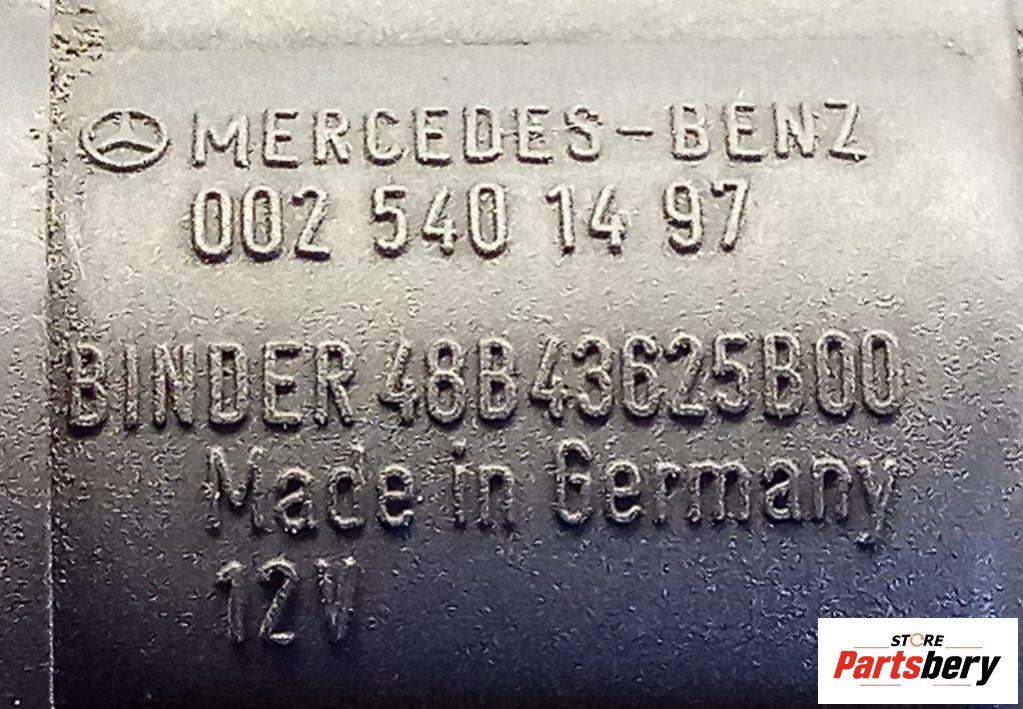 MERCEDES-BENZ
002 540 14 97
BINDER 48B43625B00
Made in Germany
12V
STORE
Partsbery